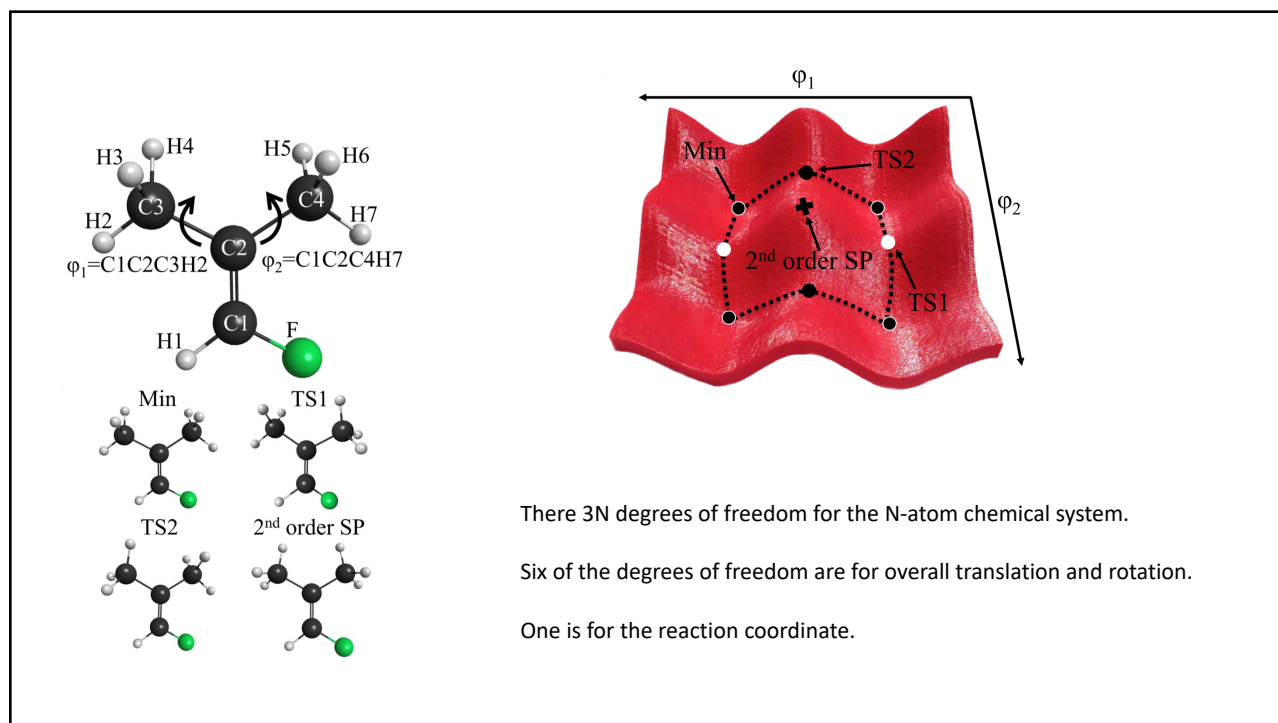 H3
H4
H5
H6
C3
C4
H2
C2
H7
φ₁=C1C2C3H2
φ₂=C1C2C4H7
C1
F
H1
Min
TS1
TS2
2ⁿᵈ order SP
φ₁
Min
TS2
φ₂
2ⁿᵈ order SP
TS1
There 3N degrees of freedom for the N-atom chemical system.
Six of the degrees of freedom are for overall translation and rotation.
One is for the reaction coordinate.